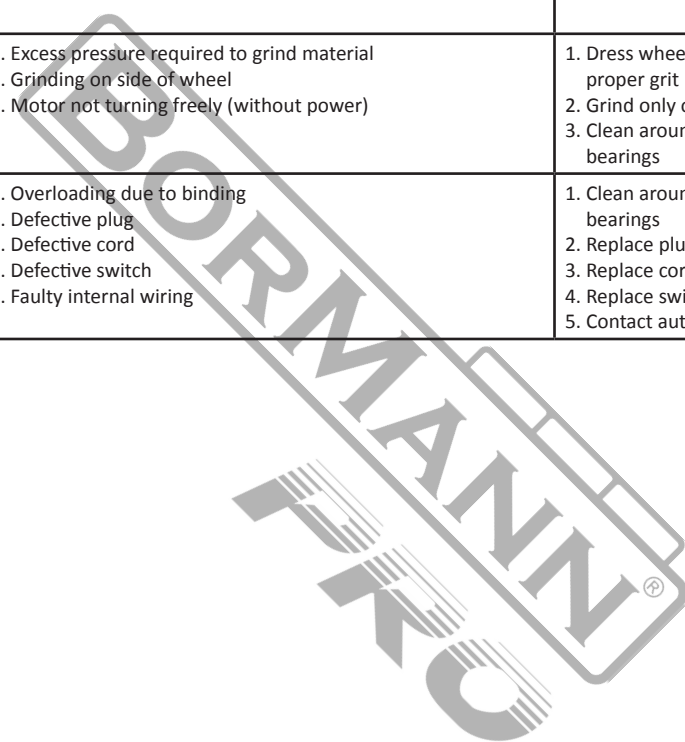 . Excess pressure required to grind material
. Grinding on side of wheel
. Motor not turning freely (without power)
1. Dress whee
proper grit
2. Grind only
3. Clean aroun
bearings
. Overloading due to binding
. Defective plug
. Defective cord
. Defective switch
. Faulty internal wiring
1. Clean aroun
bearings
2. Replace plu
3. Replace cor
4. Replace swi
5. Contact aut
BORMANN®
PRO